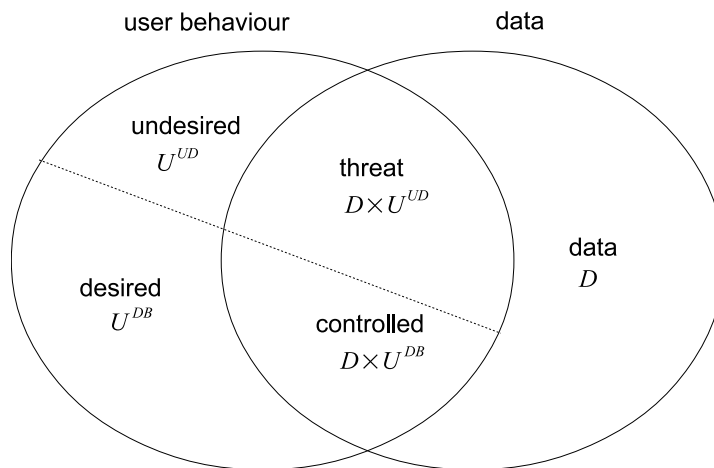 user behaviour
data
undesired
U^{UD}
threat
D×U^{UD}
data
D
desired
U^{DB}
controlled
D×U^{DB}